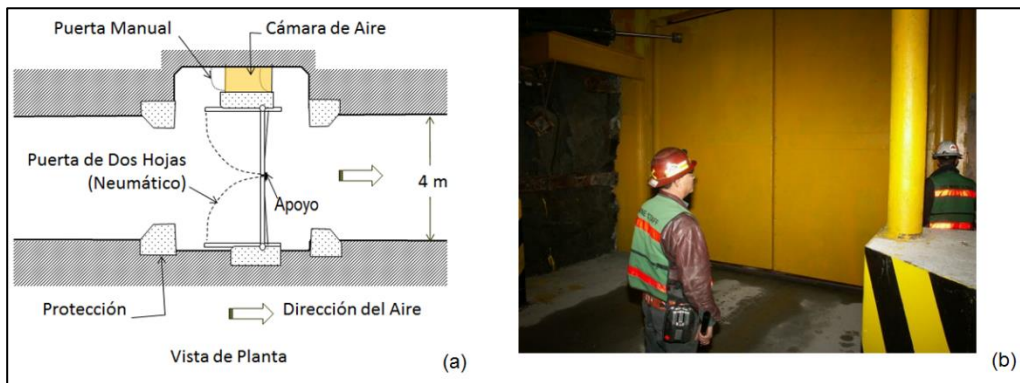 Puerta Manual
Cámara de Aire
Puerta de Dos Hojas
(Neumático)
Apoyo
4 m
Protección
Dirección del Aire
Vista de Planta
(a)
(b)